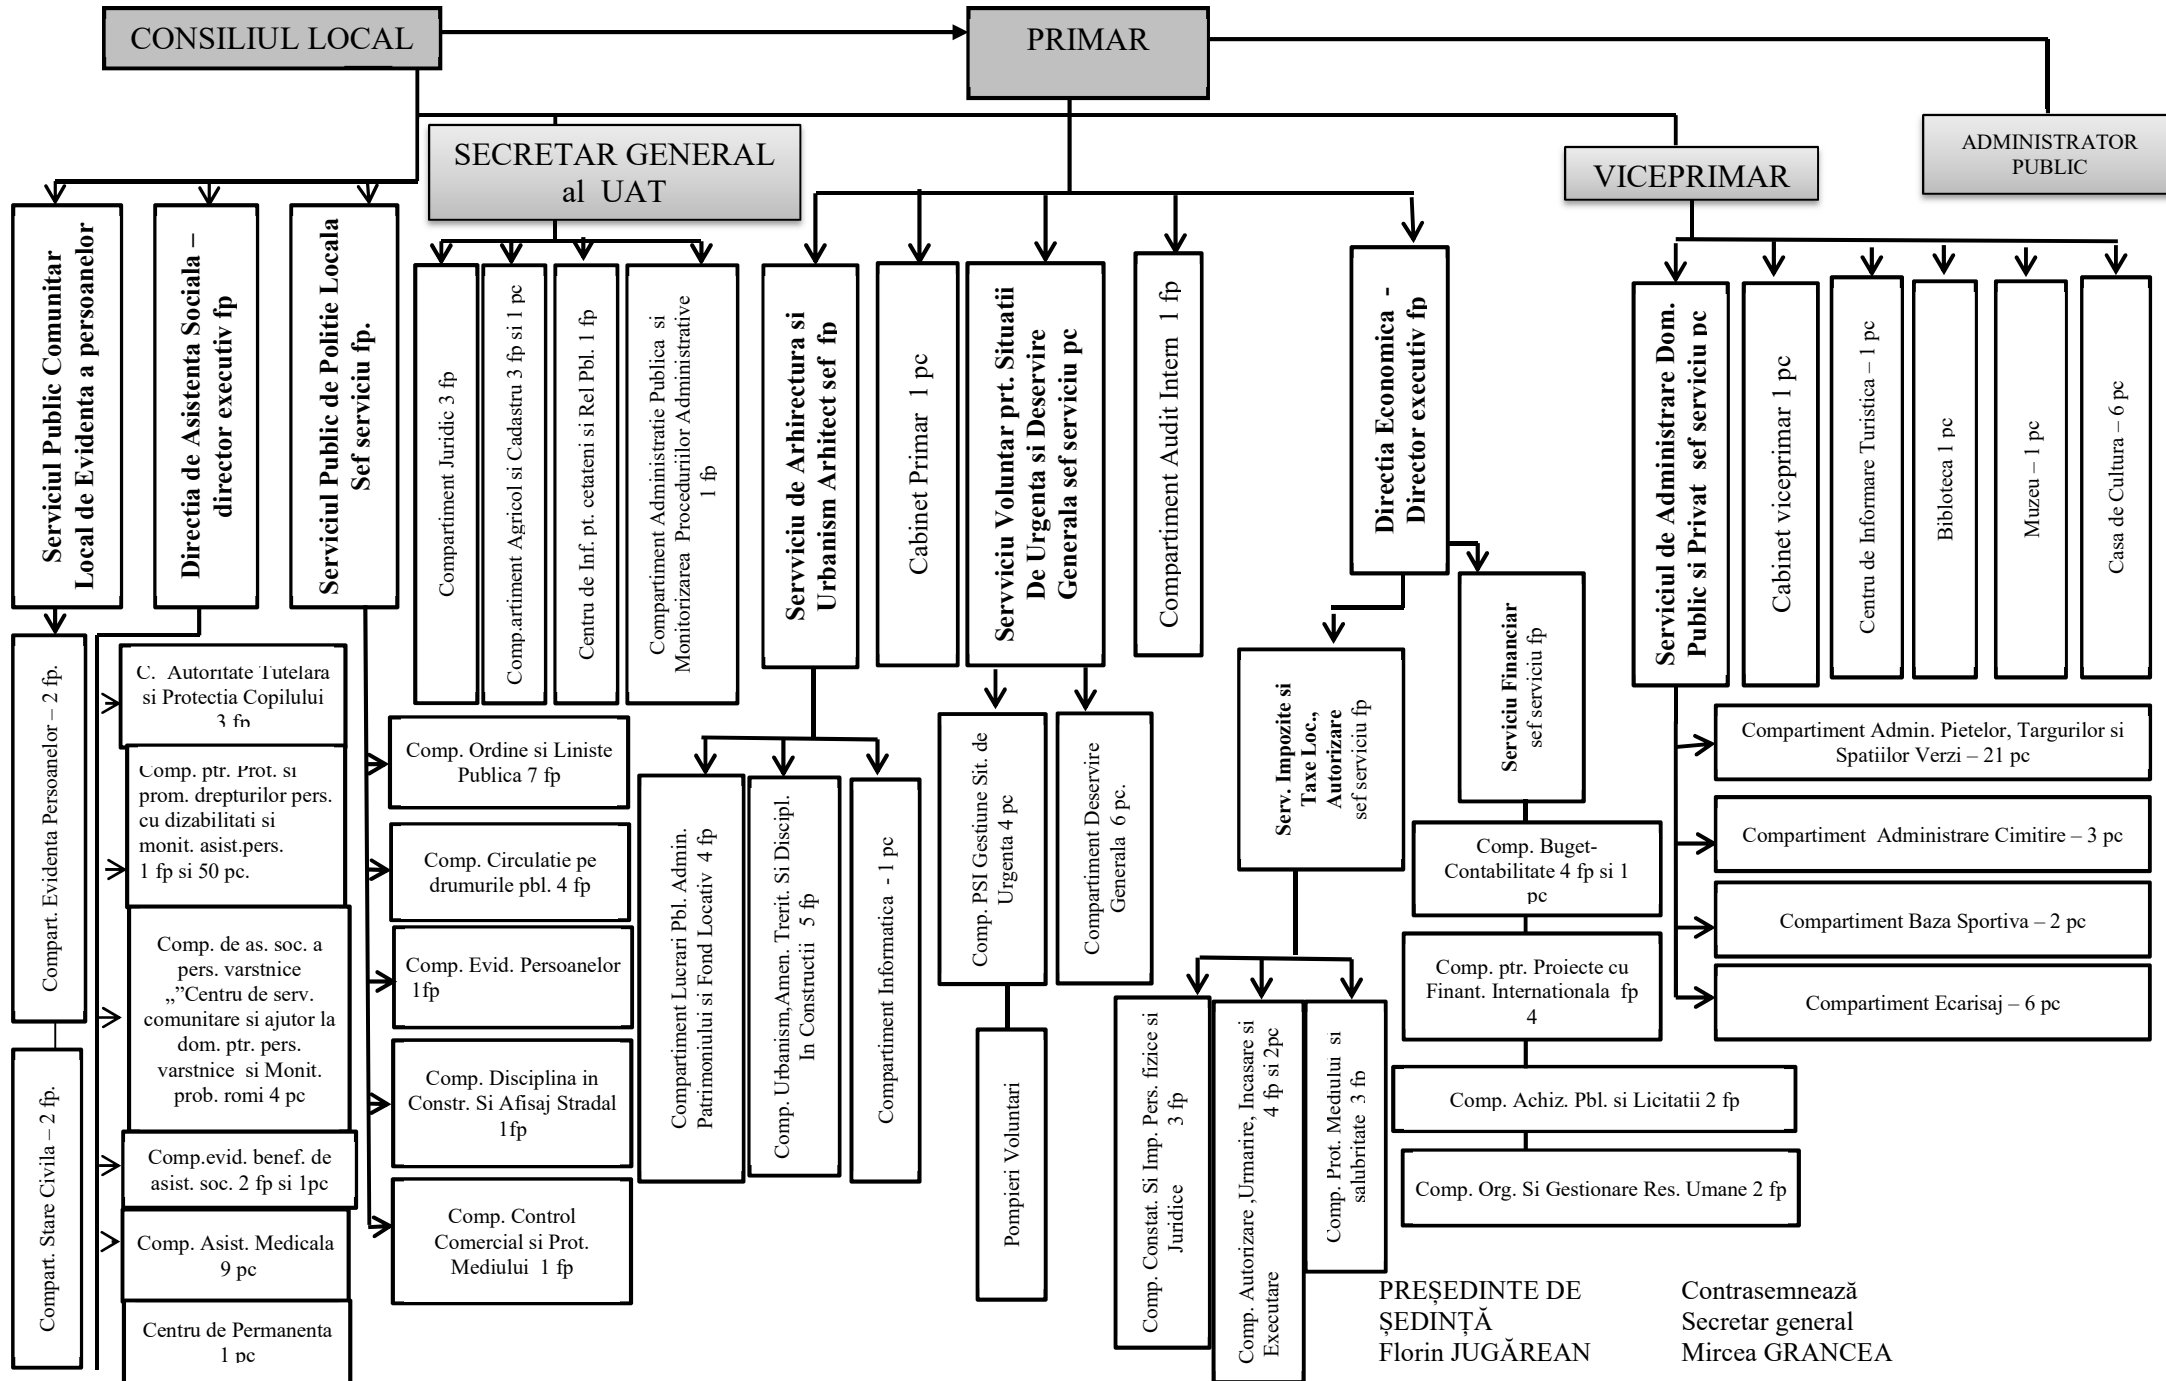 CONSILIUL LOCAL
PRIMAR
SECRETAR GENERAL
al UAT
VICEPRIMAR
ADMINISTRATOR
PUBLIC
Serviciul Public Comunitar
Local de Evidenta a persoanelor
Directia de Asistenta Sociala –
director executiv fp
Serviciul Public de Politie Locala
Sef serviciu fp.
Compartiment Juridic 3 fp
Comp.artiment Agricol si Cadastru 3 fp si 1 pc
Centru de Inf. pt. cetateni si Rel Pbl. 1 fp
Compartiment Administratie Publica si
Monitorizarea Procedurilor Administrative
1 fp
Serviciu de Arhirectura si
Urbanism Arhitect sef fp
Cabinet Primar 1 pc
Serviciu Voluntar prt. Situatii
De Urgenta si Deservire
Generala sef serviciu pc
Compartiment Audit Intern 1 fp
Directia Economica -
Director executiv fp
Serviciul de Administrare Dom.
Public si Privat sef serviciu pc
Cabinet viceprimar 1 pc
Centru de Informare Turistica – 1 pc
Bibloteca 1 pc
Muzeu – 1 pc
Casa de Cultura – 6 pc
Compart. Evidenta Persoanelor – 2 fp.
Compart. Stare Civila – 2 fp.
C. Autoritate Tutelara
si Protectia Copilului
3 fp
Comp. ptr. Prot. si
prom. drepturilor pers.
cu dizabilitati si
monit. asist.pers.
1 fp si 50 pc.
Comp. de as. soc. a
pers. varstnice
„”Centru de serv.
comunitare si ajutor la
dom. ptr. pers.
varstnice si Monit.
prob. romi 4 pc
Comp.evid. benef. de
asist. soc. 2 fp si 1pc
Comp. Asist. Medicala
9 pc
Centru de Permanenta
1 pc
Comp. Ordine si Liniste
Publica 7 fp
Comp. Circulatie pe
drumurile pbl. 4 fp
Comp. Evid. Persoanelor
1fp
Comp. Disciplina in
Constr. Si Afisaj Stradal
1fp
Comp. Control
Comercial si Prot.
Mediului 1 fp
Compartiment Lucrari Pbl. Admin.
Patrimoniului si Fond Locativ 4 fp
Comp. Urbanism,Amen. Trerit. Si Discipl.
In Constructii 5 fp
Compartiment Informatica - 1 pc
Comp. PSI Gestiune Sit. de
Urgenta 4 pc
Compartiment Deservire
Generala 6 pc.
Pompieri Voluntari
Serv. Impozite si
Taxe Loc.,
Autorizare
sef serviciu fp
Serviciu Financiar
sef serviciu fp
Comp. Constat. Si Imp. Pers. fizice si
Juridice 3 fp
Comp. Autorizare ,Urmarire, Incasare si
Executare 4 fp si 2pc
Comp. Prot. Mediului si
salubritate 3 fp
Comp. Buget-
Contabilitate 4 fp si 1
pc
Comp. ptr. Proiecte cu
Finant. Internationala fp
4
Comp. Achiz. Pbl. si Licitatii 2 fp
Comp. Org. Si Gestionare Res. Umane 2 fp
Compartiment Admin. Pietelor, Targurilor si
Spatiilor Verzi – 21 pc
Compartiment Administrare Cimitire – 3 pc
Compartiment Baza Sportiva – 2 pc
Compartiment Ecarisaj – 6 pc
PREȘEDINTE DE
ȘEDINȚĂ
Florin JUGĂREAN
Contrasemnează
Secretar general
Mircea GRANCEA